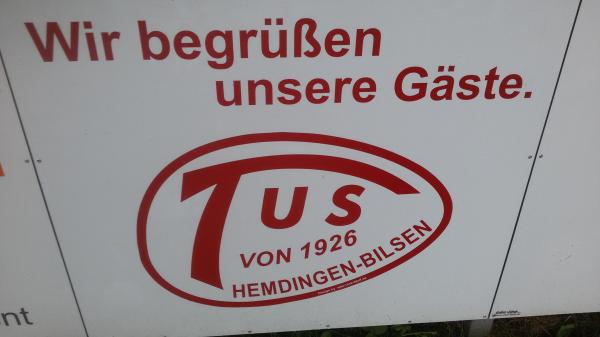 Wir begrüßen
unsere Gäste.
TUS
VON 1926
HEMDINGEN-BILSEN
nt